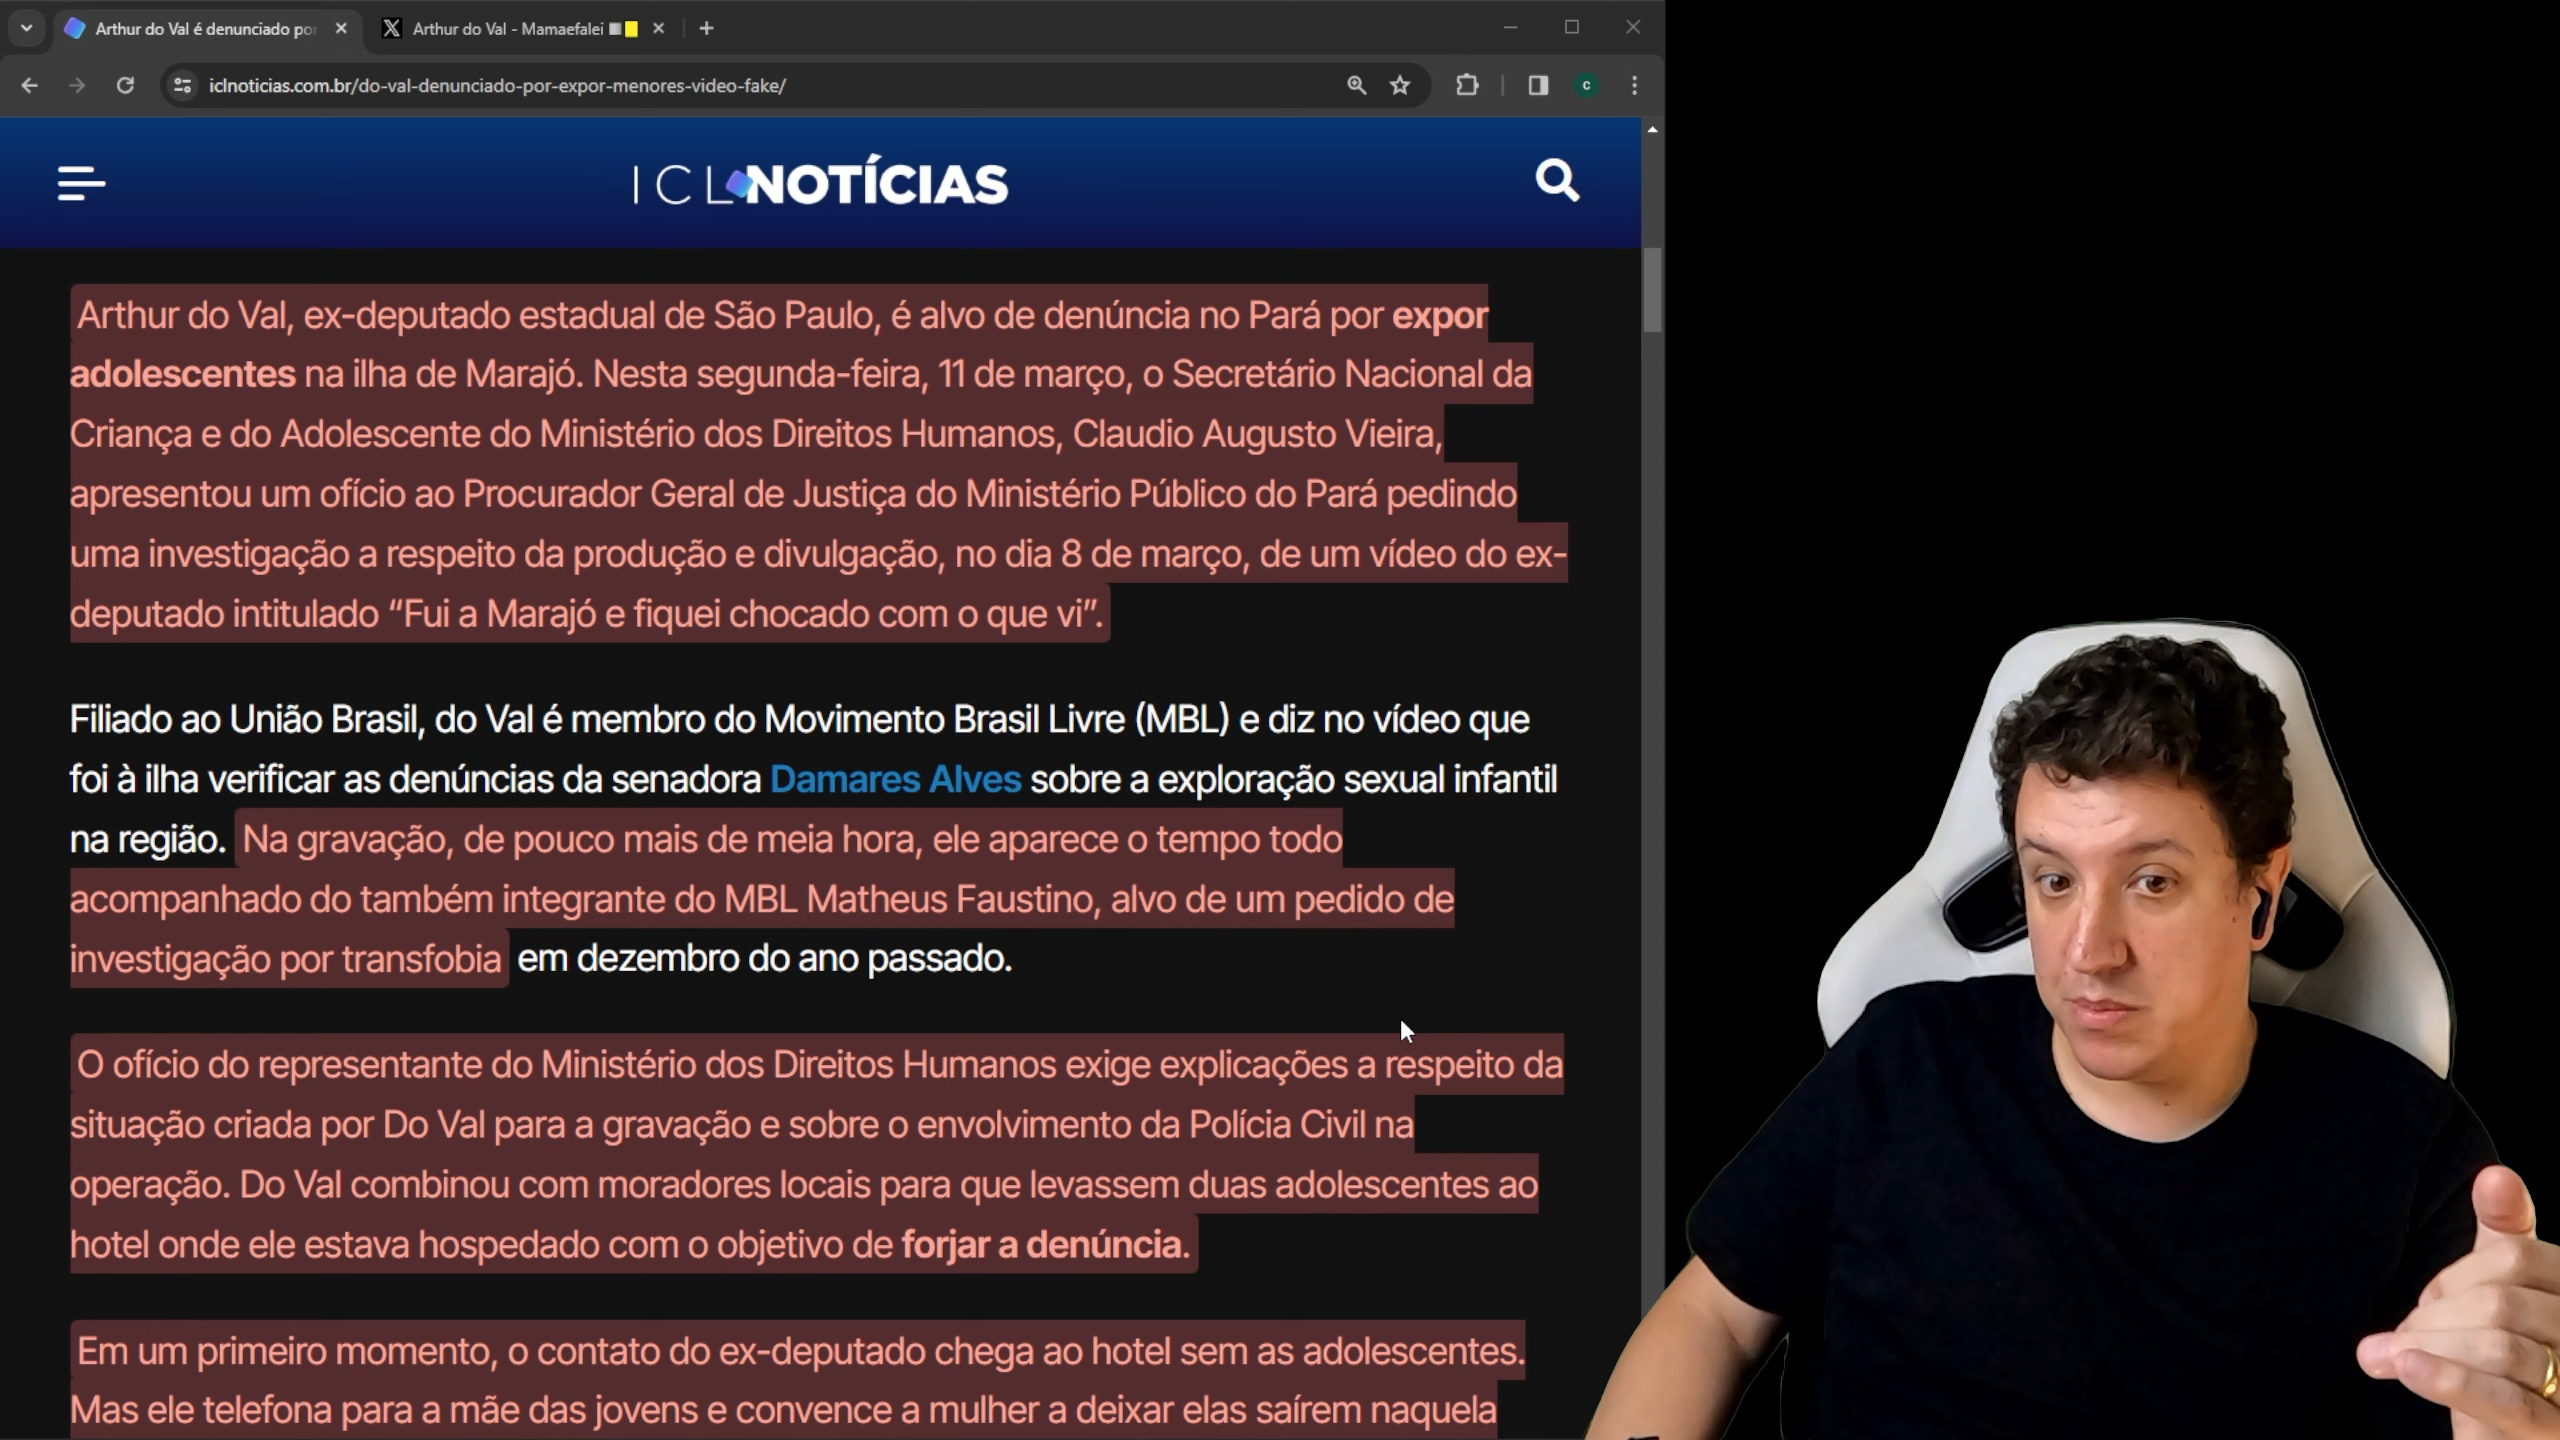 Arthur do Val é denunciado por
Arthur do Val - Mamaefalei
iclnoticias.com.br/do-val-denunciado-por-expor-menores-video-fake/
c
ICL NOTÍCIAS
Arthur do Val, ex-deputado estadual de São Paulo, é alvo de denúncia no Pará por expor
adolescentes na ilha de Marajó. Nesta segunda-feira, 11 de março, o Secretário Nacional da
Criança e do Adolescente do Ministério dos Direitos Humanos, Claudio Augusto Vieira,
apresentou um ofício ao Procurador Geral de Justiça do Ministério Público do Pará pedindo
uma investigação a respeito da produção e divulgação, no dia 8 de março, de um vídeo do ex-
deputado intitulado “Fui a Marajó e fiquei chocado com o que vi”.
Filiado ao União Brasil, do Val é membro do Movimento Brasil Livre (MBL) e diz no vídeo que
foi à ilha verificar as denúncias da senadora Damares Alves sobre a exploração sexual infantil
na região. Na gravação, de pouco mais de meia hora, ele aparece o tempo todo
acompanhado do também integrante do MBL Matheus Faustino, alvo de um pedido de
investigação por transfobia em dezembro do ano passado.
O ofício do representante do Ministério dos Direitos Humanos exige explicações a respeito da
situação criada por Do Val para a gravação e sobre o envolvimento da Polícia Civil na
operação. Do Val combinou com moradores locais para que levassem duas adolescentes ao
hotel onde ele estava hospedado com o objetivo de forjar a denúncia.
Em um primeiro momento, o contato do ex-deputado chega ao hotel sem as adolescentes.
Mas ele telefona para a mãe das jovens e convence a mulher a deixar elas saírem naquela